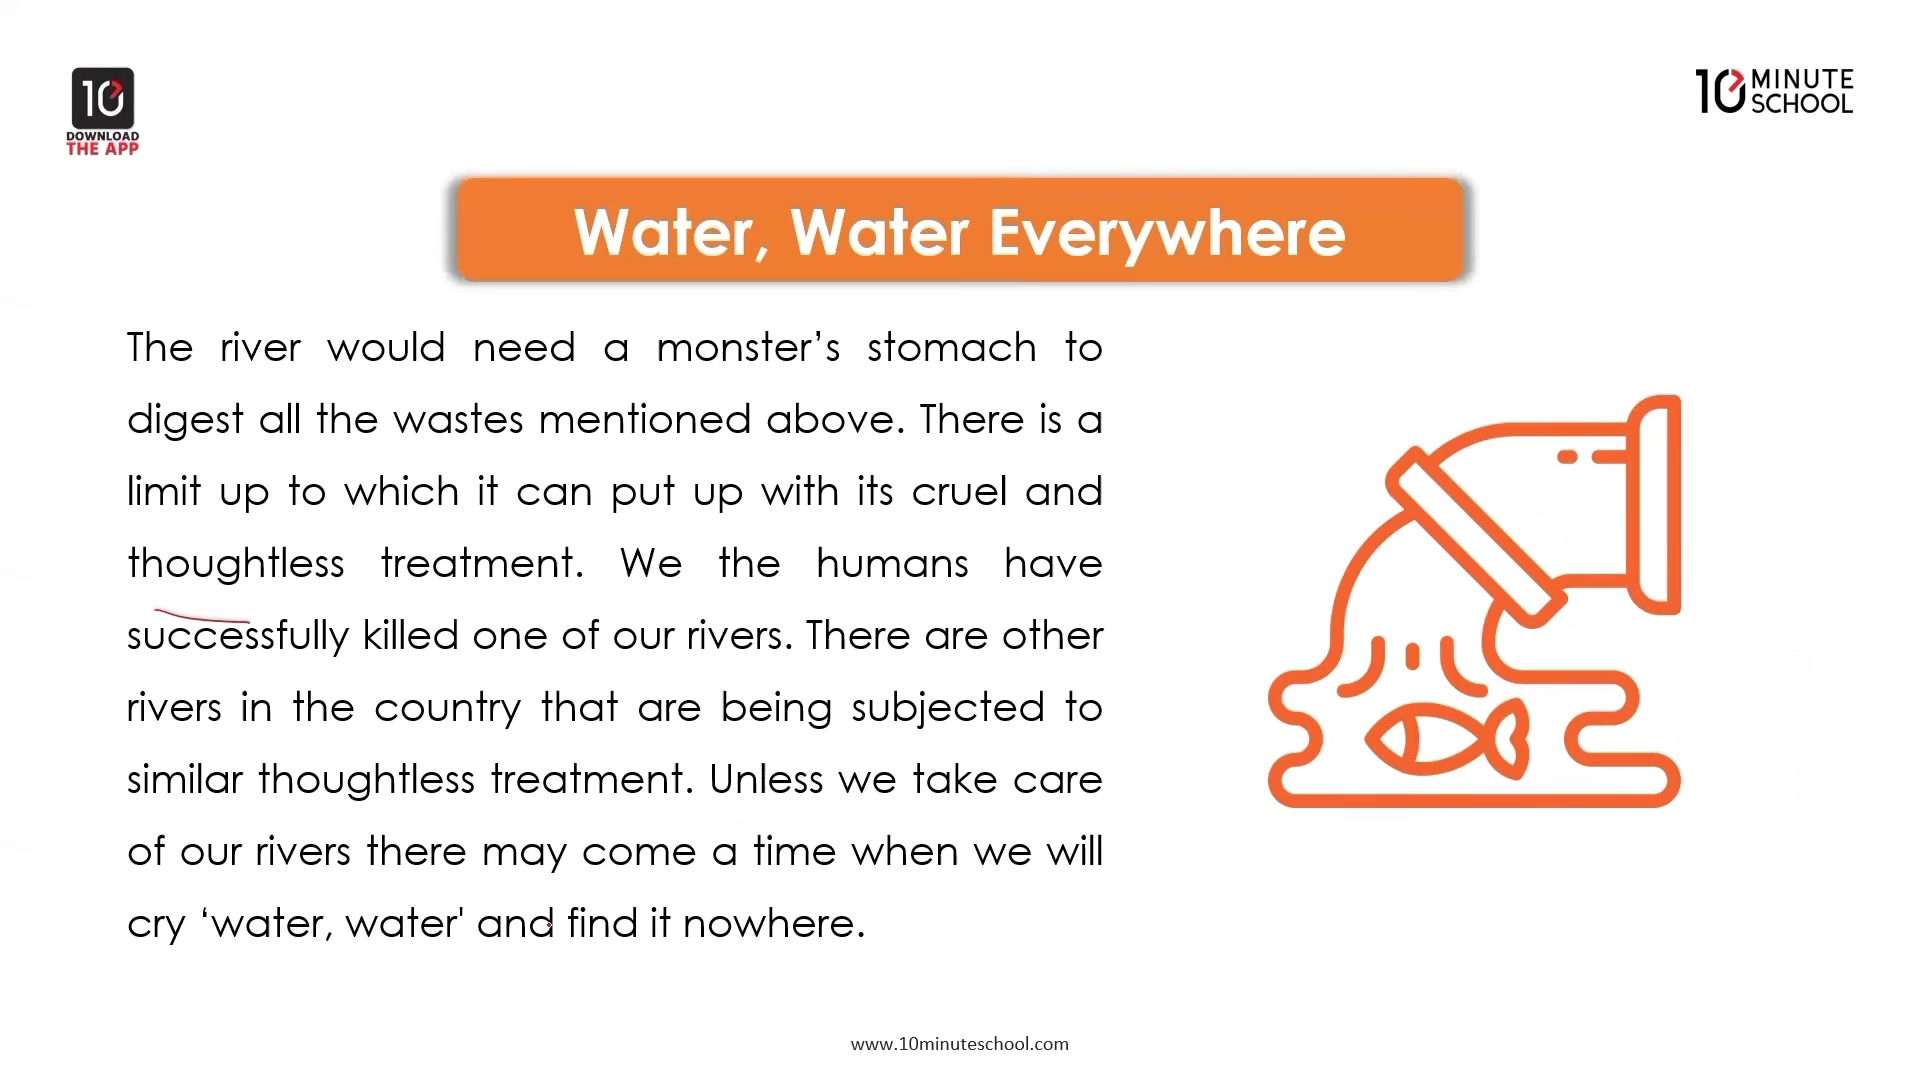 10
DOWNLOAD
THE APP
10 MINUTE
SCHOOL
Water, Water Everywhere
The river would need a monster’s stomach to
digest all the wastes mentioned above. There is a
limit up to which it can put up with its cruel and
thoughtless treatment. We the humans have
successfully killed one of our rivers. There are other
rivers in the country that are being subjected to
similar thoughtless treatment. Unless we take care
of our rivers there may come a time when we will
cry ‘water, water' and find it nowhere.
www.10minuteschool.com